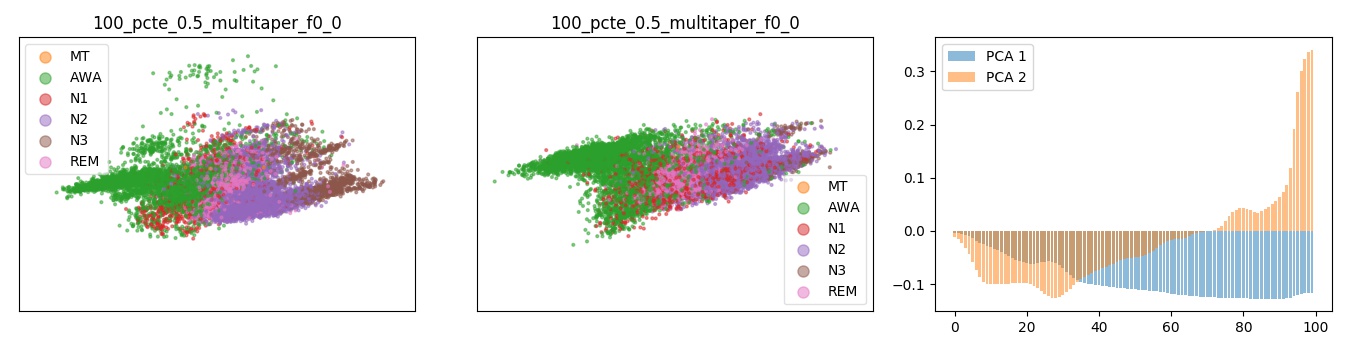 100_pcte_0.5_multitaper_f0_0
MT
AWA
N1
N2
N3
REM
100_pcte_0.5_multitaper_f0_0
MT
AWA
N1
N2
N3
REM
PCA 1
PCA 2
0.3
0.2
0.1
0.0
−0.1
0 20 40 60 80 100